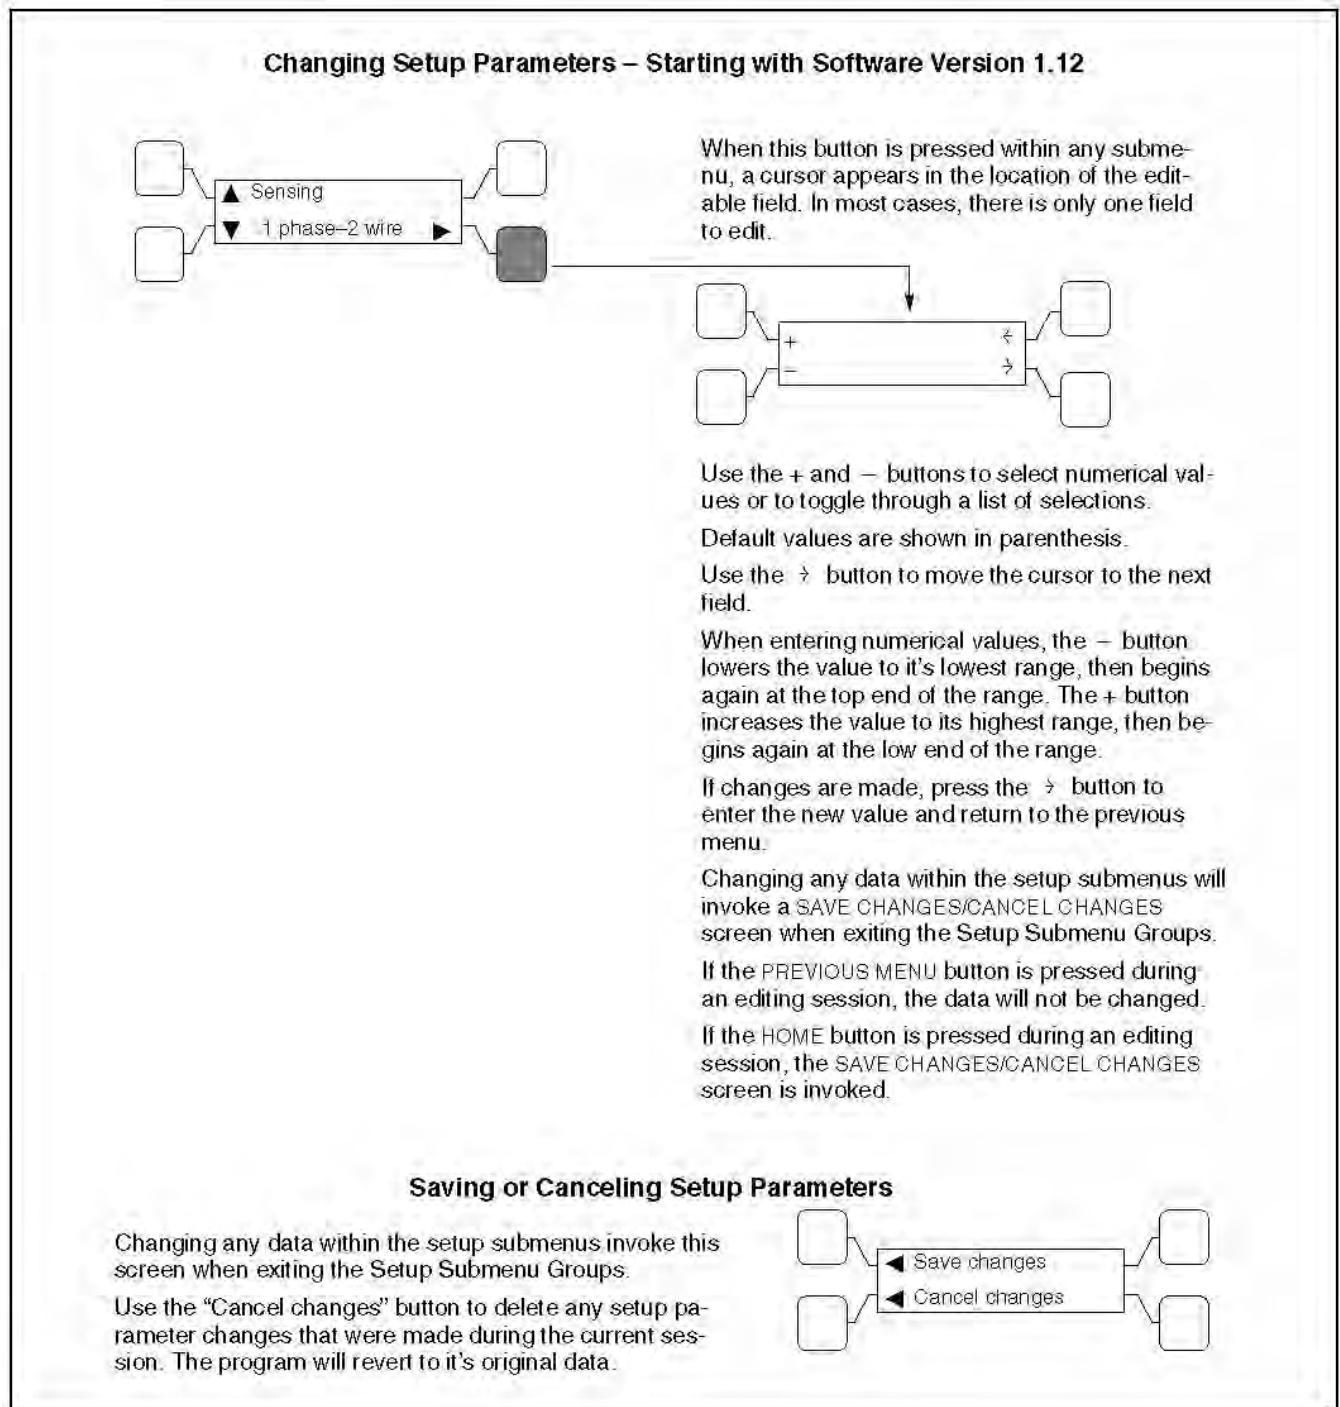 Changing Setup Parameters – Starting with Software Version 1.12
▲ Sensing
▼ 1 phase–2 wire ►
When this button is pressed within any subme-
nu, a cursor appears in the location of the edit-
able field. In most cases, there is only one field
to edit.
+ ←
– →
Use the + and – buttons to select numerical val-
ues or to toggle through a list of selections.
Default values are shown in parenthesis.
Use the → button to move the cursor to the next
field.
When entering numerical values, the – button
lowers the value to it's lowest range, then begins
again at the top end of the range. The + button
increases the value to its highest range, then be-
gins again at the low end of the range.
If changes are made, press the → button to
enter the new value and return to the previous
menu.
Changing any data within the setup submenus will
invoke a SAVE CHANGES/CANCEL CHANGES
screen when exiting the Setup Submenu Groups.
If the PREVIOUS MENU button is pressed during
an editing session, the data will not be changed.
If the HOME button is pressed during an editing
session, the SAVE CHANGES/CANCEL CHANGES
screen is invoked.
Saving or Canceling Setup Parameters
Changing any data within the setup submenus invoke this
screen when exiting the Setup Submenu Groups.
Use the “Cancel changes” button to delete any setup pa-
rameter changes that were made during the current ses-
sion. The program will revert to it's original data.
◄ Save changes
◄ Cancel changes